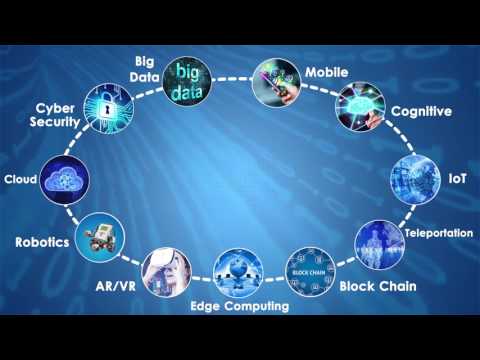 Big
Data
big
data
Mobile
Cyber
Security
Cognitive
Cloud
IoT
Teleportation
Robotics
AR/VR
BLOCK CHAIN
Block Chain
Edge Computing